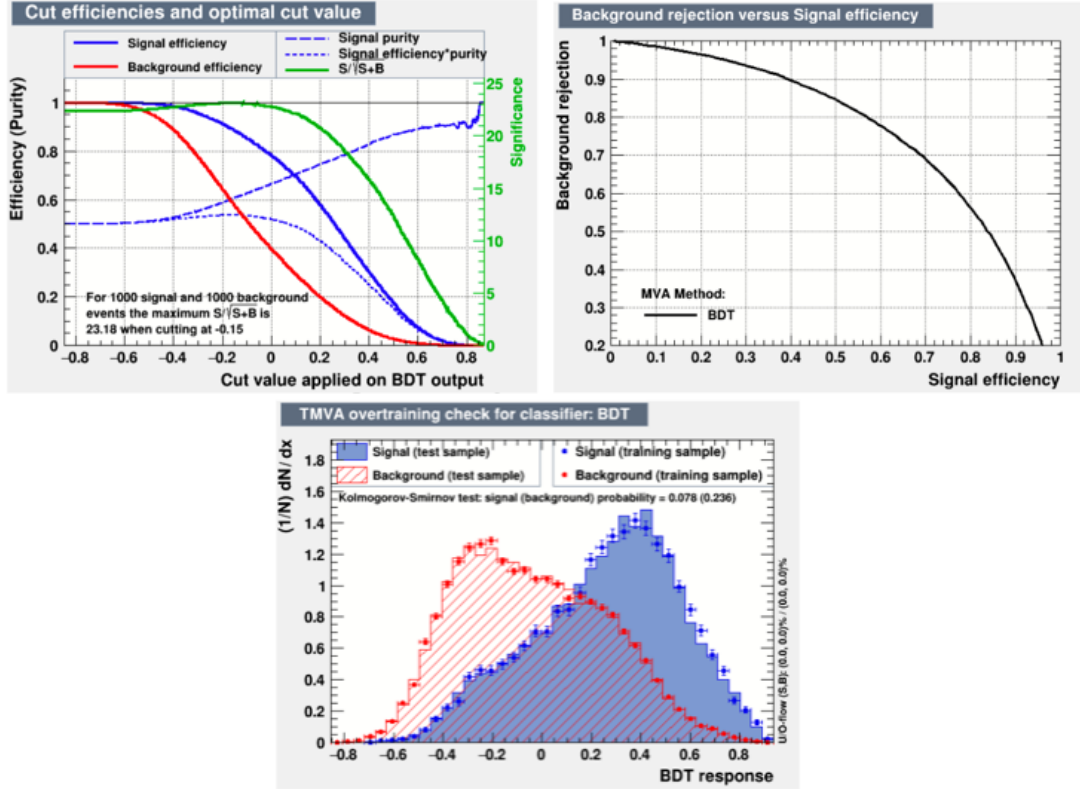 Cut efficiencies and optimal cut value
Signal efficiency
Background efficiency
Signal purity
Signal efficiency*purity
S/√S+B
Efficiency (Purity)
1
0.8
0.6
0.4
0.2
0
25
20
15
10
5
0
Significance
For 1000 signal and 1000 background
events the maximum S/√S+B is
23.18 when cutting at -0.15
−0.8 −0.6 −0.4 −0.2 0 0.2 0.4 0.6 0.8
Cut value applied on BDT output
Background rejection versus Signal efficiency
Background rejection
1
0.9
0.8
0.7
0.6
0.5
0.4
0.3
0.2
MVA Method:
BDT
0 0.1 0.2 0.3 0.4 0.5 0.6 0.7 0.8 0.9 1
Signal efficiency
TMVA overtraining check for classifier: BDT
(1/N) dN / dx
1.8
1.6
1.4
1.2
1
0.8
0.6
0.4
0.2
0
Signal (test sample)
Background (test sample)
Signal (training sample)
Background (training sample)
Kolmogorov-Smirnov test: signal (background) probability = 0.078 (0.236)
U/O-flow (S,B): (0.0, 0.0)% / (0.0, 0.0)%
−0.8 −0.6 −0.4 −0.2 0 0.2 0.4 0.6 0.8
BDT response